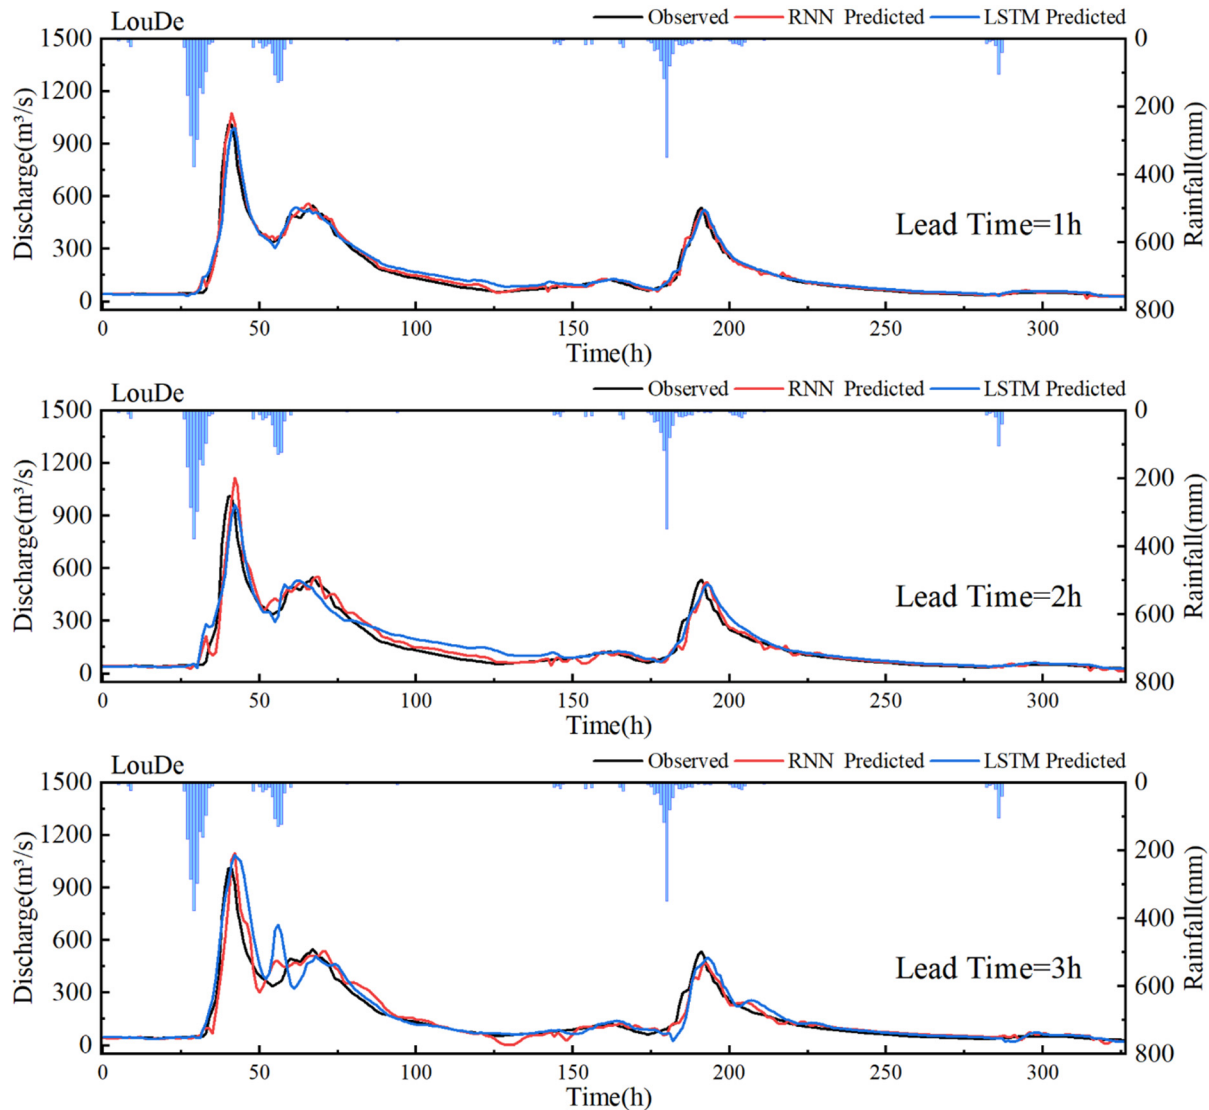 LouDe
Observed RNN Predicted LSTM Predicted
1500 0
1200 200
900
600 400
300 600
0 800
Discharge(m³/s)
Rainfall(mm)
Lead Time=1h
0 50 100 150 200 250 300
Time(h)
LouDe
Observed RNN Predicted LSTM Predicted
1500 0
1200 200
900
600 400
300 600
0 800
Discharge(m³/s)
Rainfall(mm)
Lead Time=2h
0 50 100 150 200 250 300
Time(h)
LouDe
Observed RNN Predicted LSTM Predicted
1500 0
1200 200
900
600 400
300 600
0 800
Discharge(m³/s)
Rainfall(mm)
Lead Time=3h
0 50 100 150 200 250 300
Time(h)